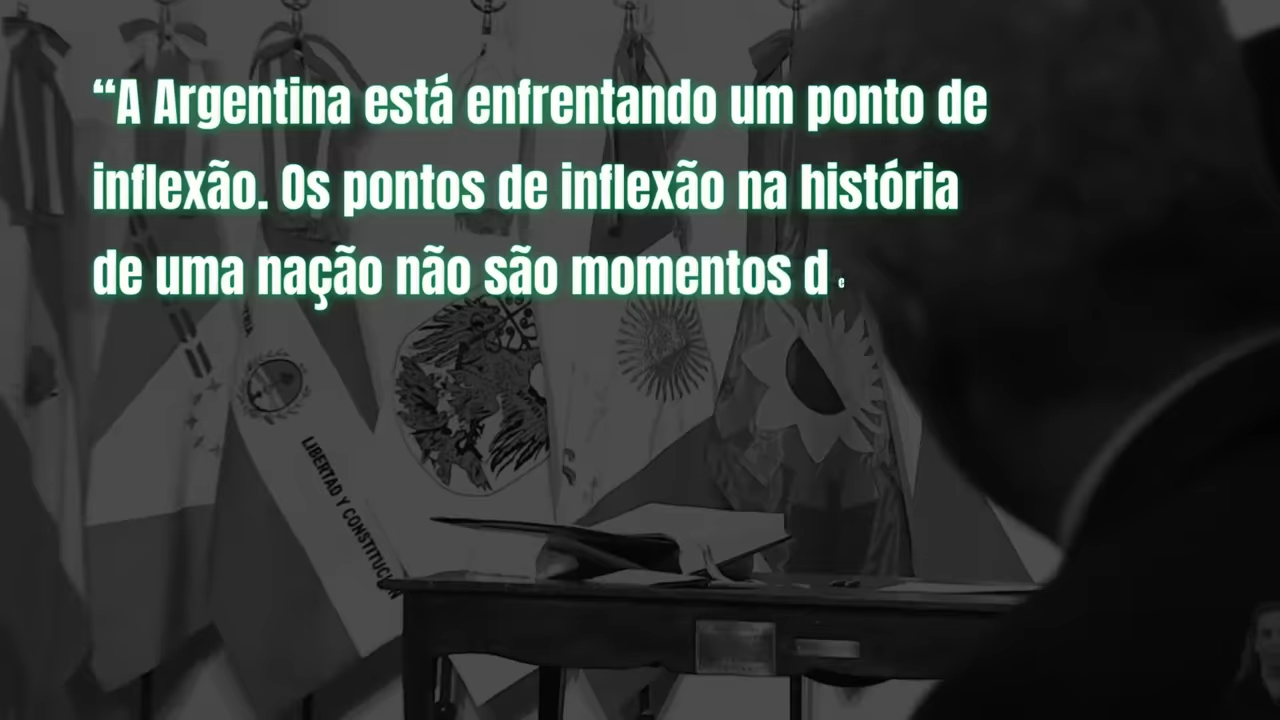 “A Argentina está enfrentando um ponto de
inflexão. Os pontos de inflexão na história
de uma nação não são momentos de
LIBERTAD Y CONSTITUCIÓN